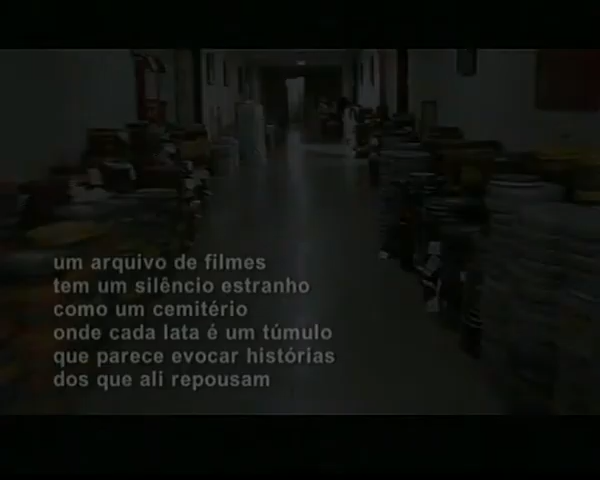 um arquivo de filmes
tem um silêncio estranho
como um cemitério
onde cada lata é um túmulo
que parece evocar histórias
dos que ali repousam